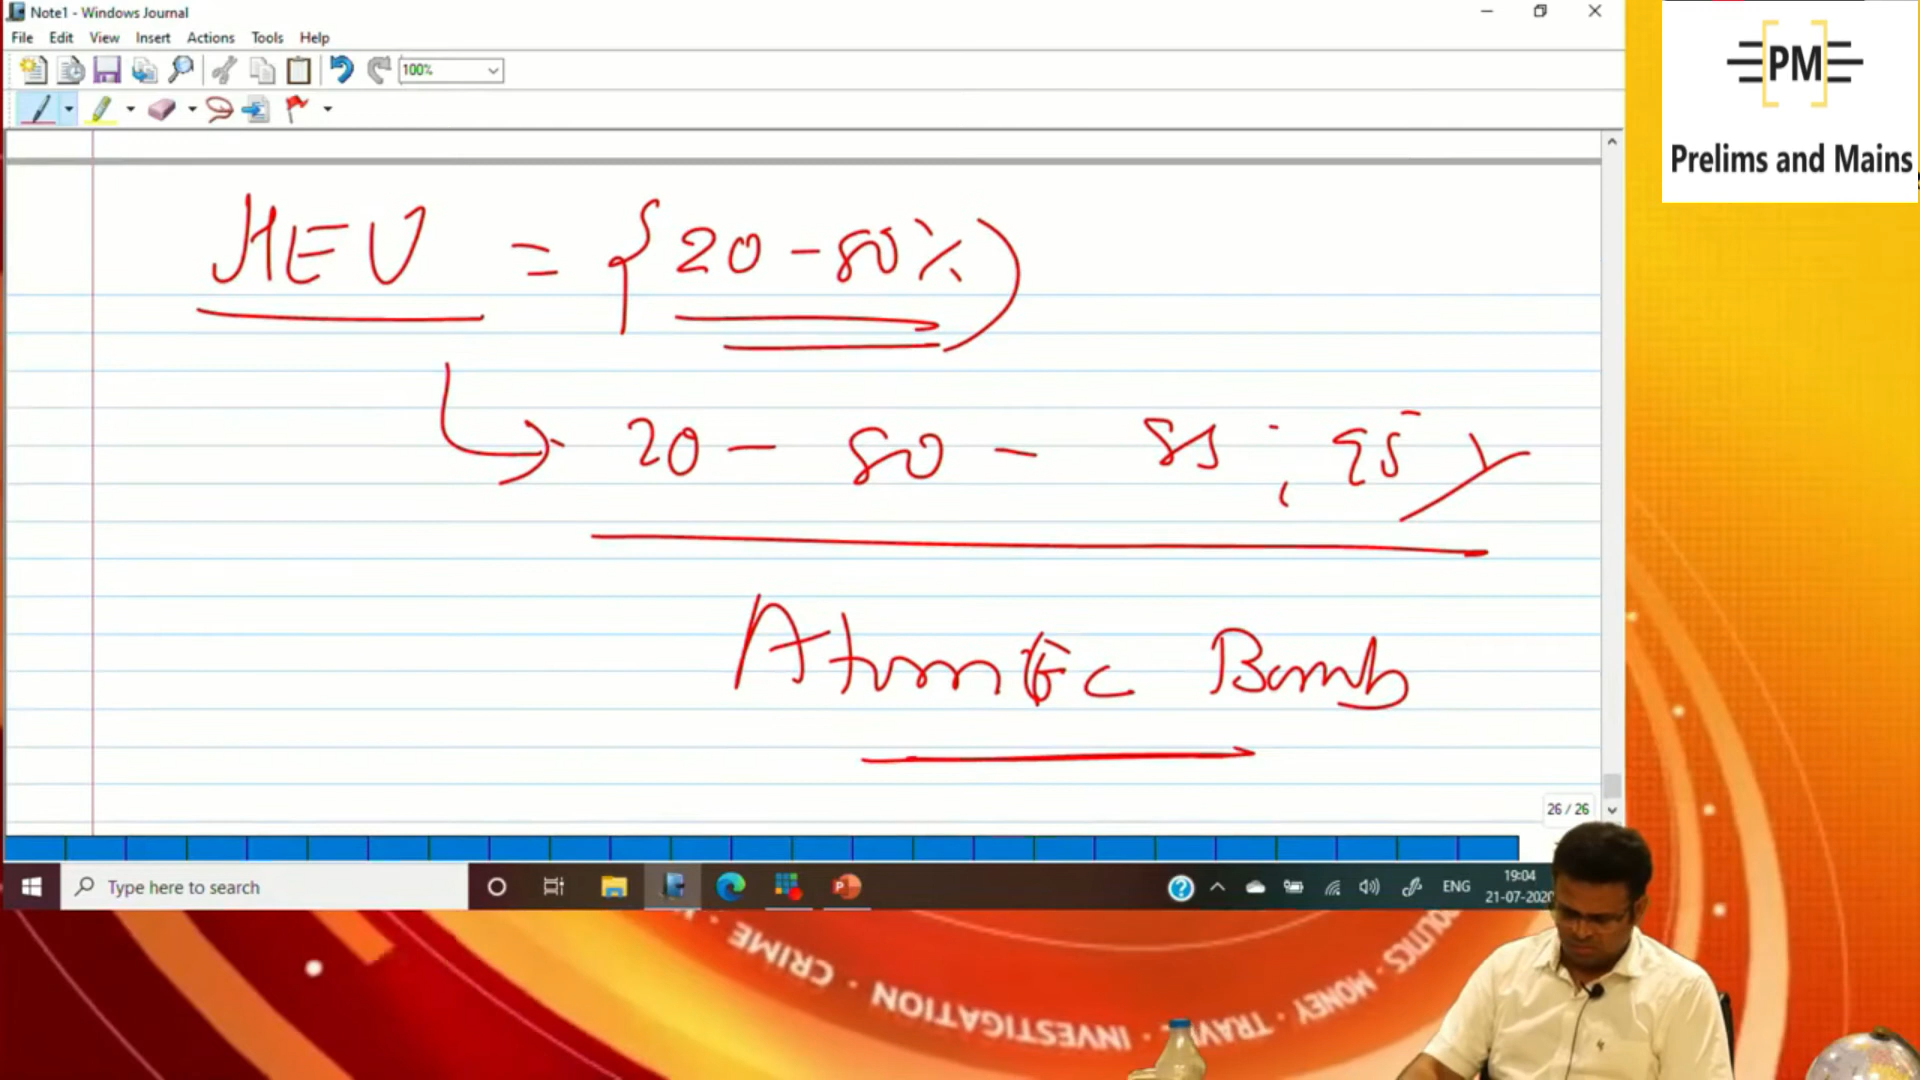 Note1 - Windows Journal
File Edit View Insert Actions Tools Help
100%
PM
Prelims and Mains
HEU = {20-80%)
20 - 80 - 85 ; 95%
Atomic Bomb
26 / 26
Type here to search
ENG
19:04
21-07-2020
CRIME · INVESTIGATION · TRAVEL · MONEY · POLITICS